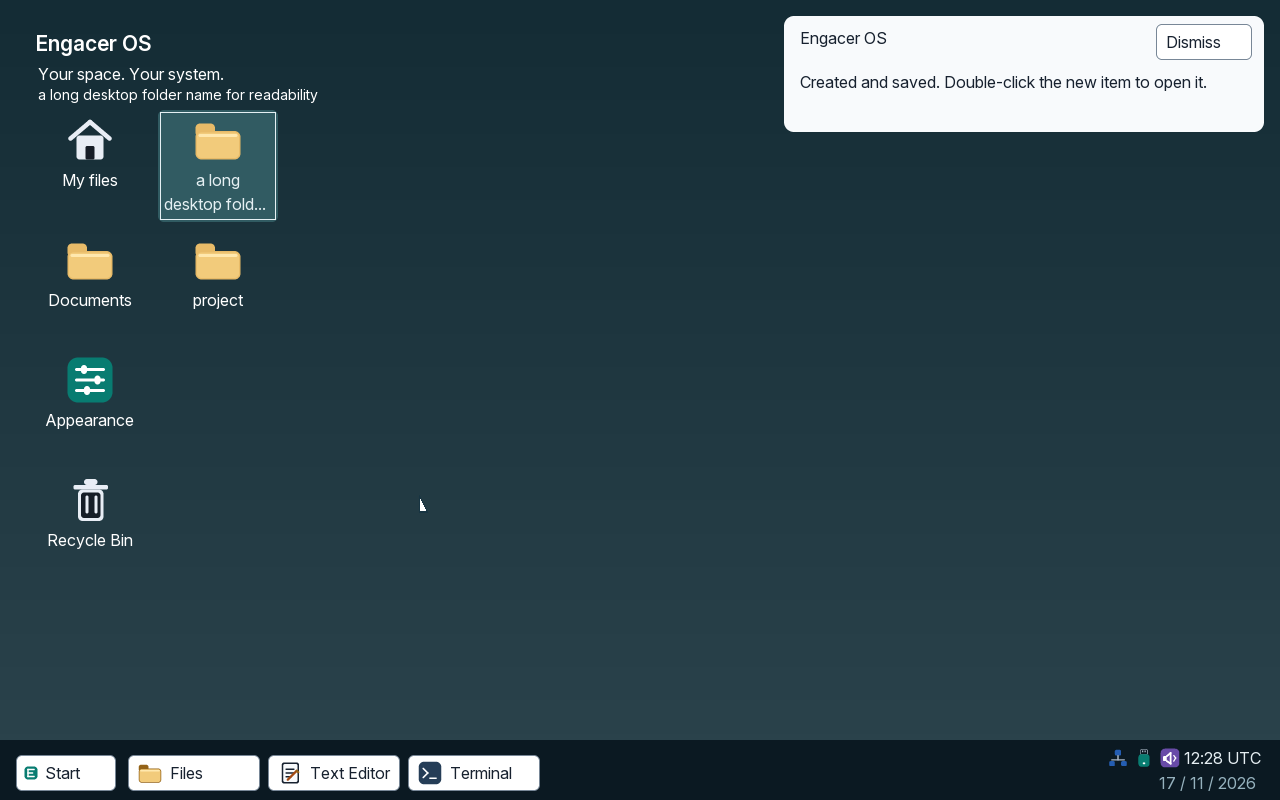 Engacer OS
Your space. Your system.
a long desktop folder name for readability
My files
a long
desktop fold...
Documents
project
Appearance
Recycle Bin
Engacer OS
Dismiss
Created and saved. Double-click the new item to open it.
Start
Files
Text Editor
Terminal
12:28 UTC
17 / 11 / 2026